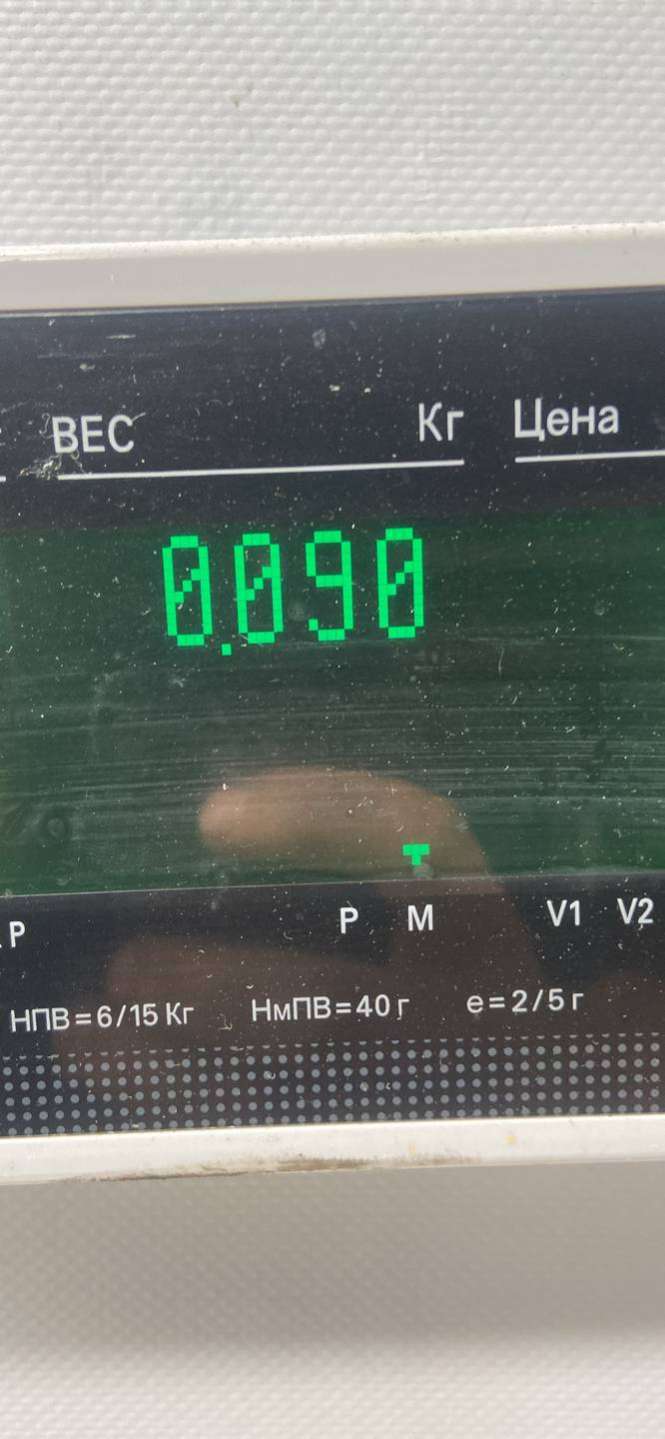 ВЕС Кг Цена
0.090
Р Р М V1 V2
НПВ=6/15 Кг НмПВ=40 г е=2/5 г